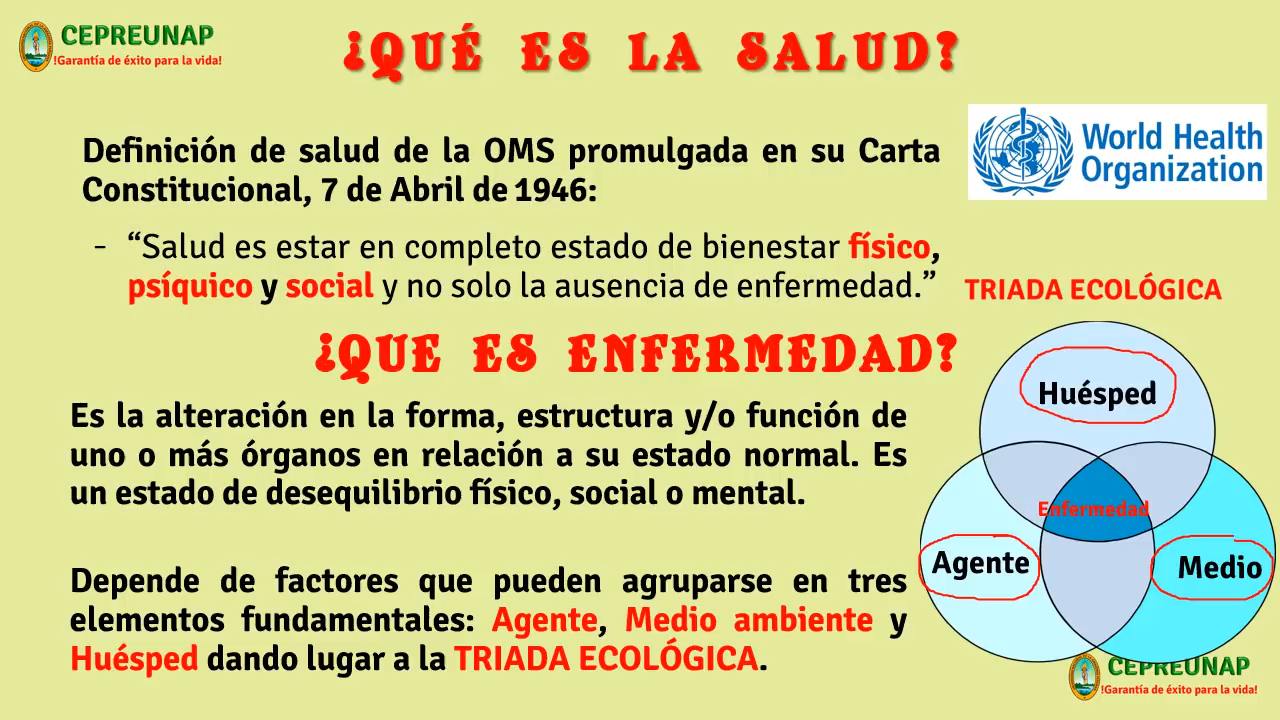 CEPREUNAP
!Garantía de éxito para la vida!
¿QUÉ ES LA SALUD?
World Health
Organization
Definición de salud de la OMS promulgada en su Carta
Constitucional, 7 de Abril de 1946:
- “Salud es estar en completo estado de bienestar físico,
psíquico y social y no solo la ausencia de enfermedad.”
TRIADA ECOLÓGICA
¿QUE ES ENFERMEDAD?
Es la alteración en la forma, estructura y/o función de
uno o más órganos en relación a su estado normal. Es
un estado de desequilibrio físico, social o mental.
Depende de factores que pueden agruparse en tres
elementos fundamentales: Agente, Medio ambiente y
Huésped dando lugar a la TRIADA ECOLÓGICA.
Huésped
Enfermedad
Agente
Medio
CEPREUNAP
!Garantía de éxito para la vida!